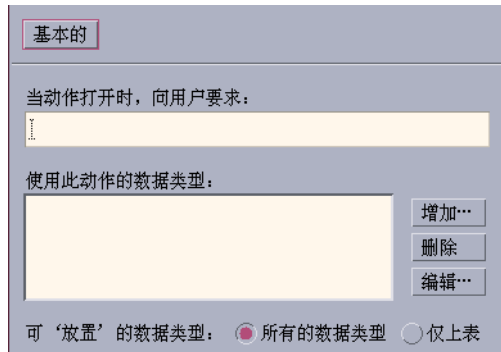 基本的
当动作打开时，向用户要求：
使用此动作的数据类型：
增加…
删除
编辑…
可‘放置’的数据类型： 所有的数据类型 仅上表